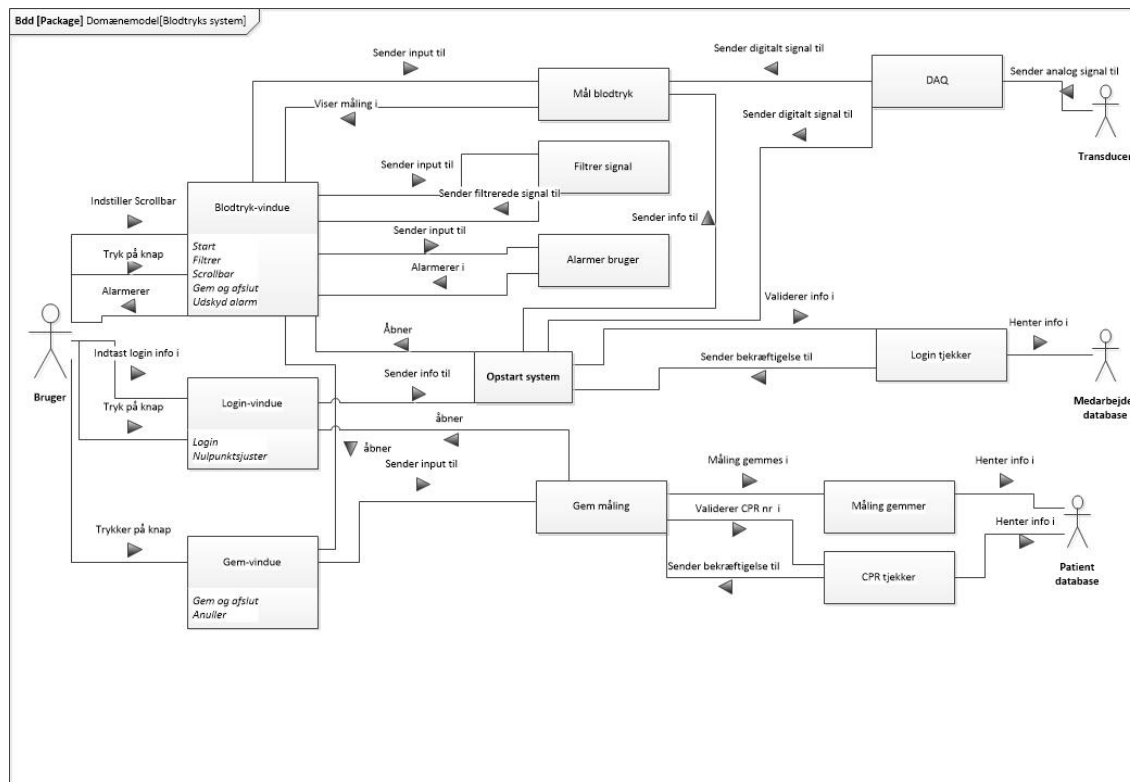 Bdd [Package] Domænemodel[Blodtryks system]
Sender input til
Sender digitalt signal til
DAQ
Sender analog signal til
Mål blodtryk
Viser måling i
Sender digitalt signal til
Transducer
Sender input til
Filtrer signal
Indstiller Scrollbar
Blodtryk-vindue
Sender filtrerede signal til
Sender info til
Sender input til
Start
Filtrer
Scrollbar
Gem og afslut
Udskyd alarm
Tryk på knap
Alarmer bruger
Alarmerer i
Alarmerer
Validerer info i
Henter info i
Åbner
Login tjekker
Indtast login info i
Sender bekræftigelse til
Opstart system
Sender info til
Bruger
Login-vindue
Medarbejde
database
Tryk på knap
åbner
Login
Nulpunktsjuster
åbner
Sender input til
Måling gemmes i
Henter info i
Gem måling
Måling gemmer
Validerer CPR nr i
Henter info i
Trykker på knap
Gem-vindue
Sender bekræftigelse til
CPR tjekker
Patient
database
Gem og afslut
Anuller